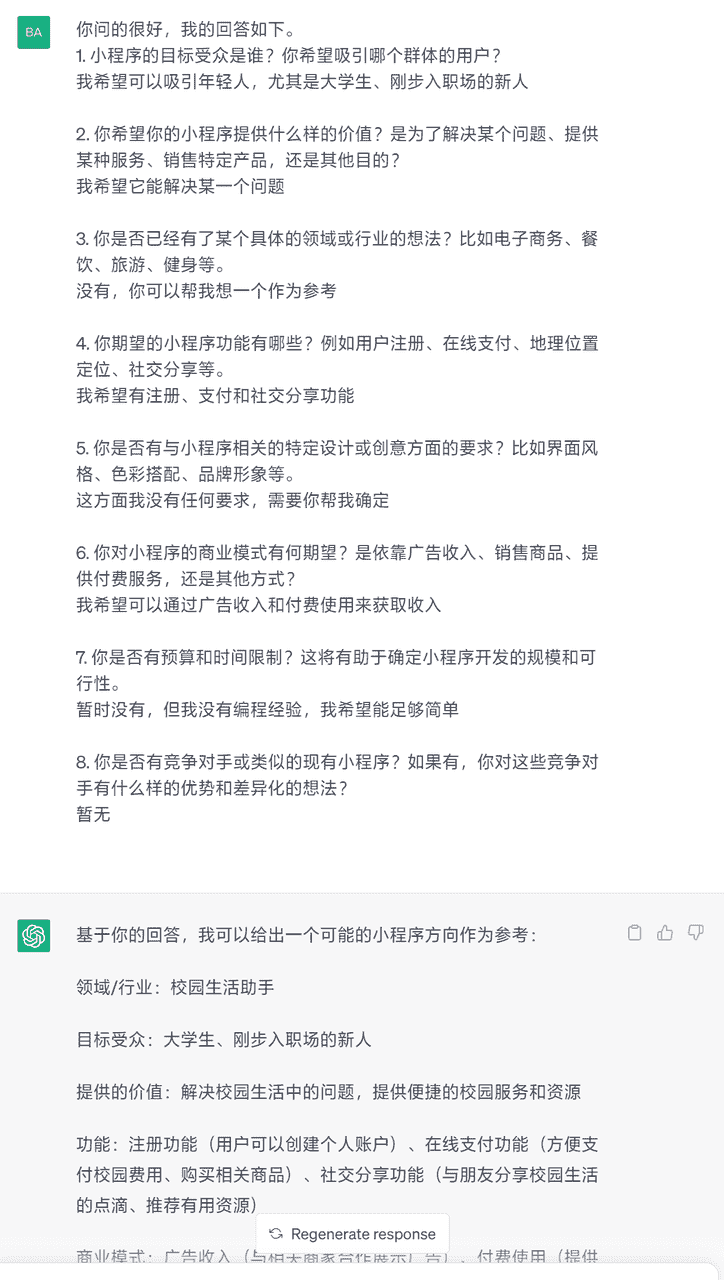 BA
你问的很好，我的回答如下。
1. 小程序的目标受众是谁？你希望吸引哪个群体的用户？
我希望可以吸引年轻人，尤其是大学生、刚步入职场的新人
2. 你希望你的小程序提供什么样的价值？是为了解决某个问题、提供
某种服务、销售特定产品，还是其他目的？
我希望它能解决某一个问题
3. 你是否已经有了某个具体的领域或行业的想法？比如电子商务、餐
饮、旅游、健身等。
没有，你可以帮我想一个作为参考
4. 你期望的小程序功能有哪些？例如用户注册、在线支付、地理位置
定位、社交分享等。
我希望有注册、支付和社交分享功能
5. 你是否有与小程序相关的特定设计或创意方面的要求？比如界面风
格、色彩搭配、品牌形象等。
这方面我没有任何要求，需要你帮我确定
6. 你对小程序的商业模式有何期望？是依靠广告收入、销售商品、提
供付费服务，还是其他方式？
我希望可以通过广告收入和付费使用来获取收入
7. 你是否有预算和时间限制？这将有助于确定小程序开发的规模和可
行性。
暂时没有，但我没有编程经验，我希望能足够简单
8. 你是否有竞争对手或类似的现有小程序？如果有，你对这些竞争对
手有什么样的优势和差异化的想法？
暂无
基于你的回答，我可以给出一个可能的小程序方向作为参考：
领域/行业：校园生活助手
目标受众：大学生、刚步入职场的新人
提供的价值：解决校园生活中的问题，提供便捷的校园服务和资源
功能：注册功能（用户可以创建个人账户）、在线支付功能（方便支
付校园费用、购买相关商品）、社交分享功能（与朋友分享校园生活
的点滴、推荐有用资源）
Regenerate response
商业模式：广告收入（与相关商家合作展示广告）、付费使用（提供